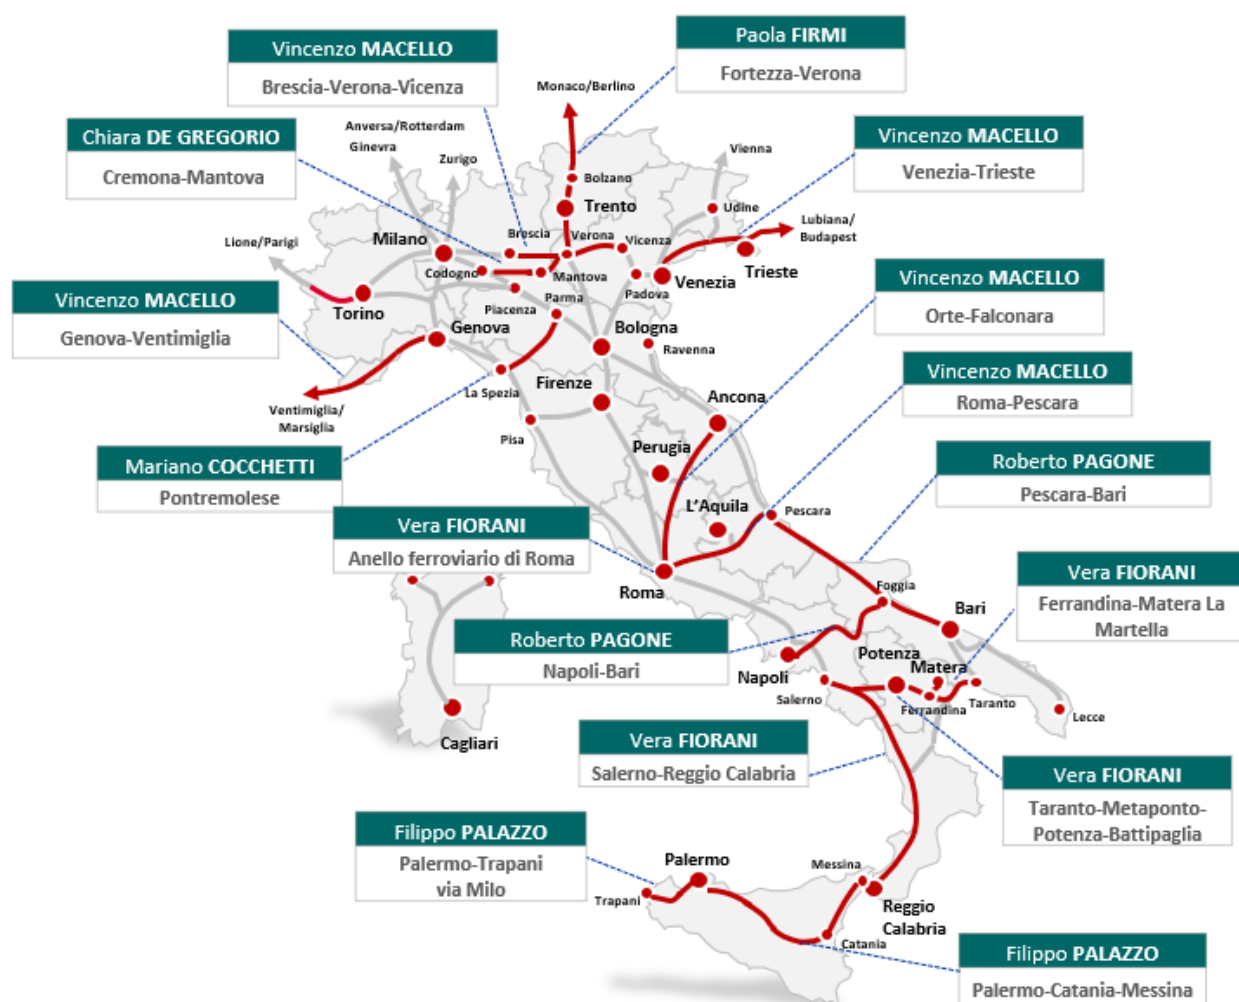 Paola FIRMI
Fortezza-Verona
Vincenzo MACELLO
Brescia-Verona-Vicenza
Monaco/Berlino
Chiara DE GREGORIO
Cremona-Mantova
Anversa/Rotterdam
Ginevra
Zurigo
Vienna
Vincenzo MACELLO
Venezia-Trieste
Bolzano
Trento
Udine
Lubiana/
Budapest
Lione/Parigi
Milano
Brescia
Verona
Vicenza
Codogno
Mantova
Padova
Venezia
Trieste
Vincenzo MACELLO
Genova-Ventimiglia
Torino
Piacenza
Parma
Genova
Bologna
Ravenna
Vincenzo MACELLO
Orte-Falconara
La Spezia
Firenze
Ancona
Vincenzo MACELLO
Roma-Pescara
Ventimiglia/
Marsiglia
Pisa
Perugia
Mariano COCCHETTI
Pontremolese
Roberto PAGONE
Pescara-Bari
L'Aquila
Pescara
Vera FIORANI
Anello ferroviario di Roma
Roma
Foggia
Bari
Vera FIORANI
Ferrandina-Matera La
Martella
Roberto PAGONE
Napoli-Bari
Napoli
Potenza
Matera
Salerno
Ferrandina
Taranto
Lecce
Cagliari
Vera FIORANI
Salerno-Reggio Calabria
Vera FIORANI
Taranto-Metaponto-
Potenza-Battipaglia
Filippo PALAZZO
Palermo-Trapani
via Milo
Palermo
Messina
Trapani
Reggio
Calabria
Catania
Filippo PALAZZO
Palermo-Catania-Messina